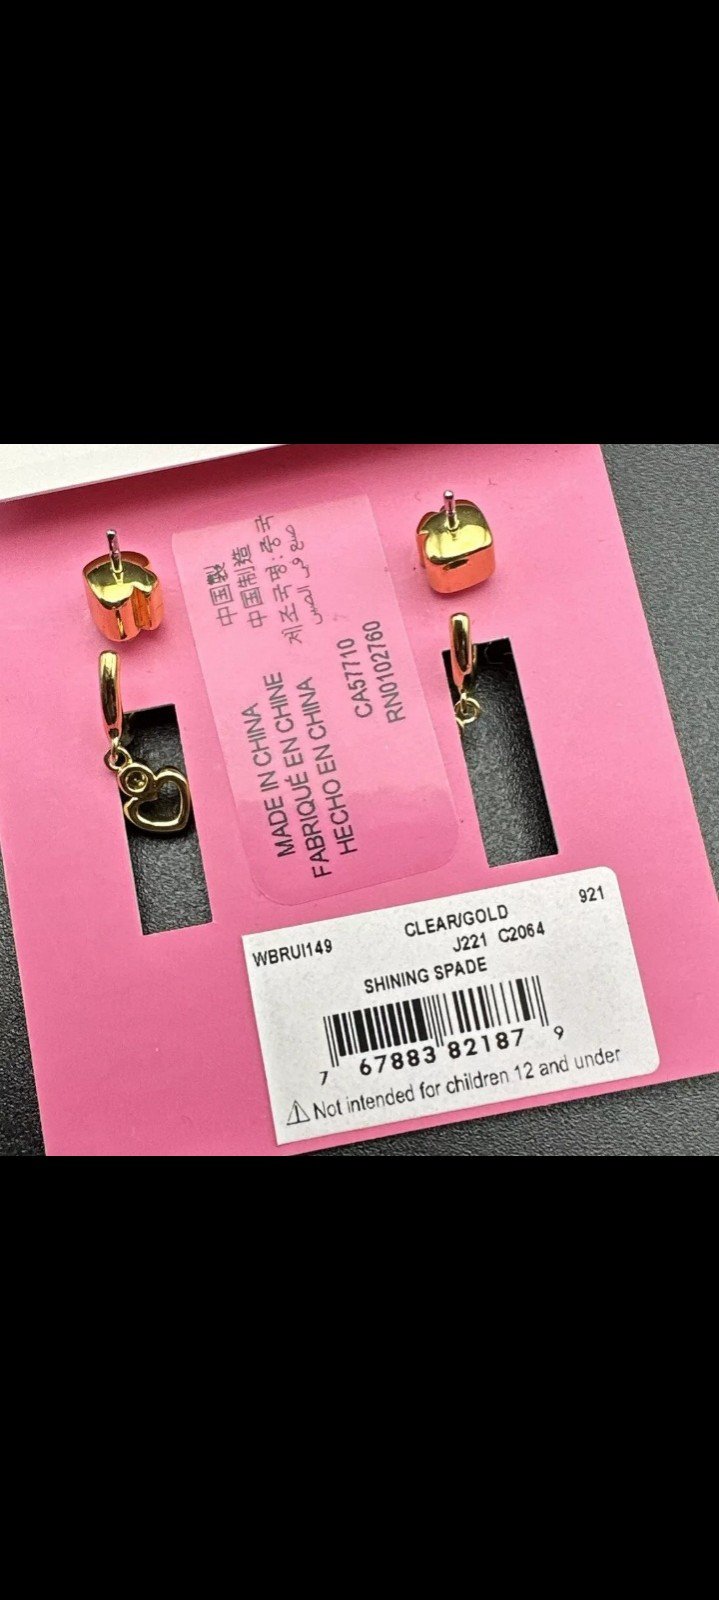 中国製
中国制造
제조국명:중국
صنع في الصين
MADE IN CHINA
FABRIQUÉ EN CHINE
HECHO EN CHINA
CA57710
RN0102760
WBRUI149
CLEAR/GOLD
921
J221 C2064
SHINING SPADE
7 67883 82187 9
⚠ Not intended for children 12 and under